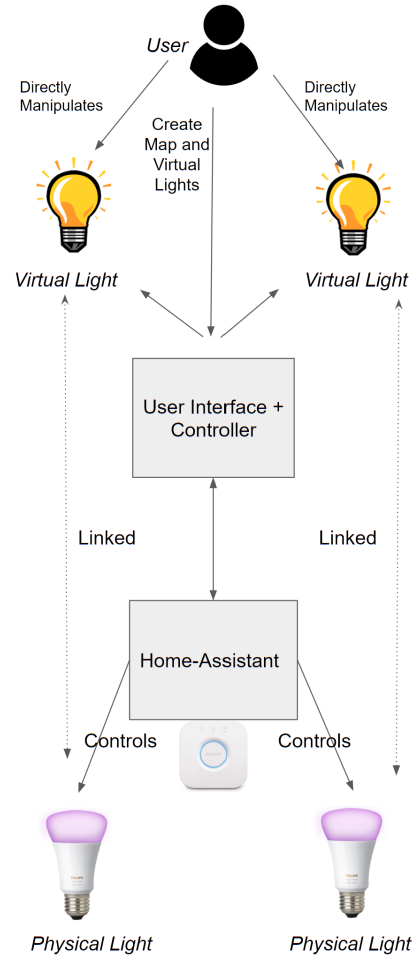 User
Directly
Manipulates
Directly
Manipulates
Create
Map and
Virtual
Lights
Virtual Light
Virtual Light
User Interface +
Controller
Linked
Linked
Home-Assistant
Controls
Controls
Physical Light
Physical Light